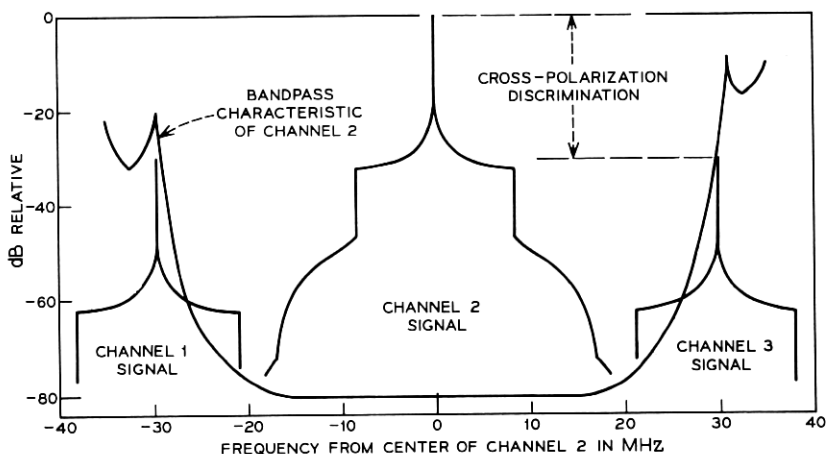 0
-20
-40
-60
-80
dB RELATIVE
BANDPASS
CHARACTERISTIC
OF CHANNEL 2
CROSS-POLARIZATION
DISCRIMINATION
CHANNEL 1
SIGNAL
CHANNEL 2
SIGNAL
CHANNEL 3
SIGNAL
-40
-30
-20
-10
0
10
20
30
40
FREQUENCY FROM CENTER OF CHANNEL 2 IN MHz